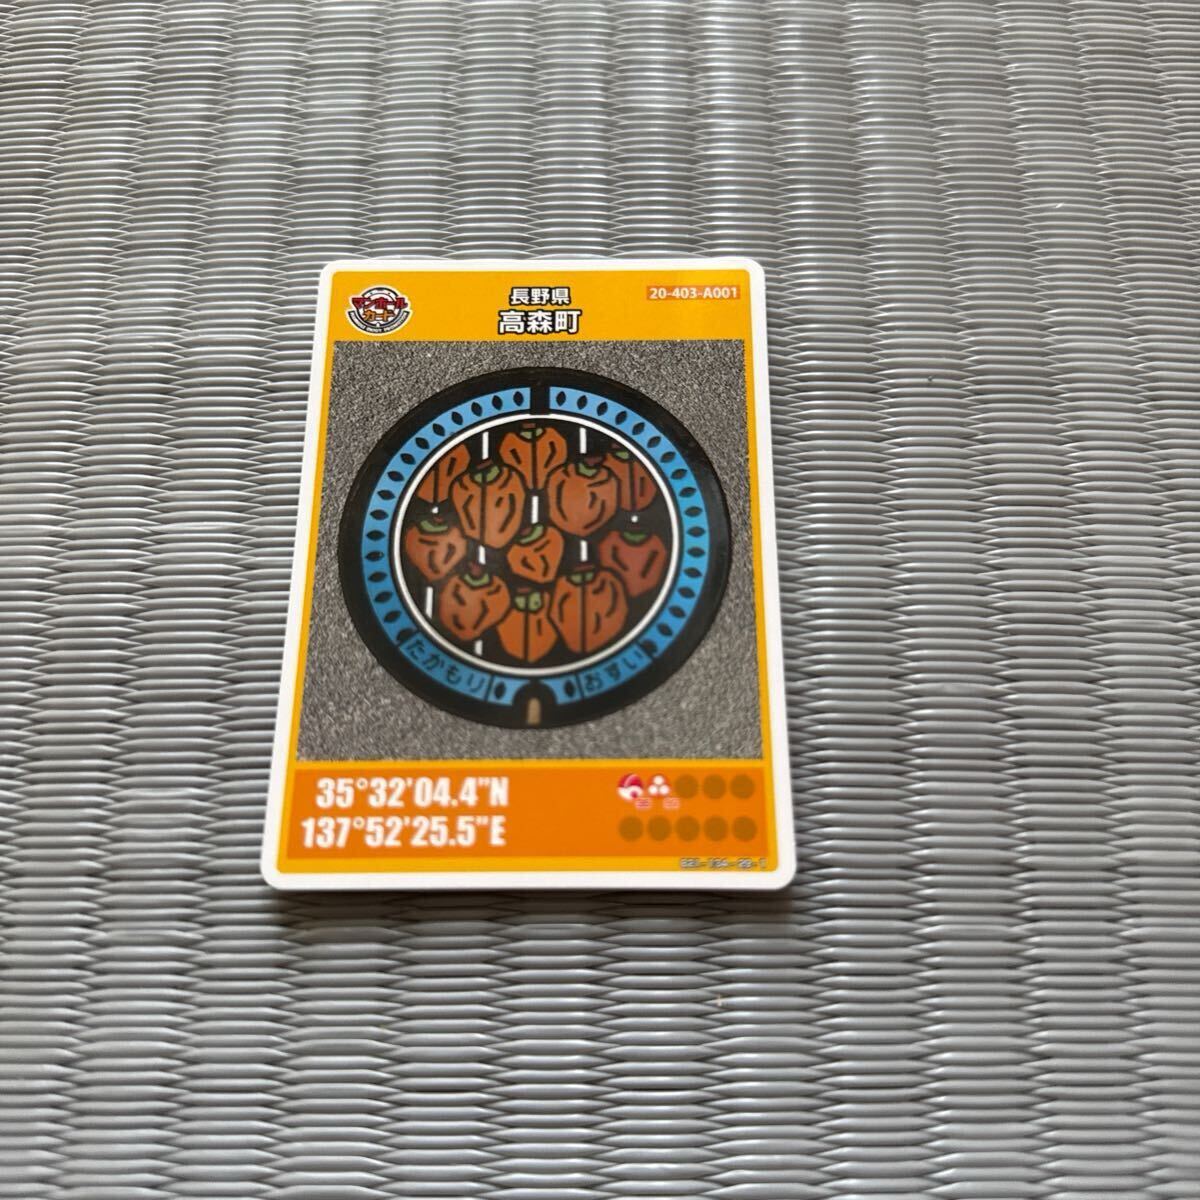 マンホール
カード
長野県
高森町
20-403-A001
たかもり
おすい
35°32'04.4"N
137°52'25.5"E